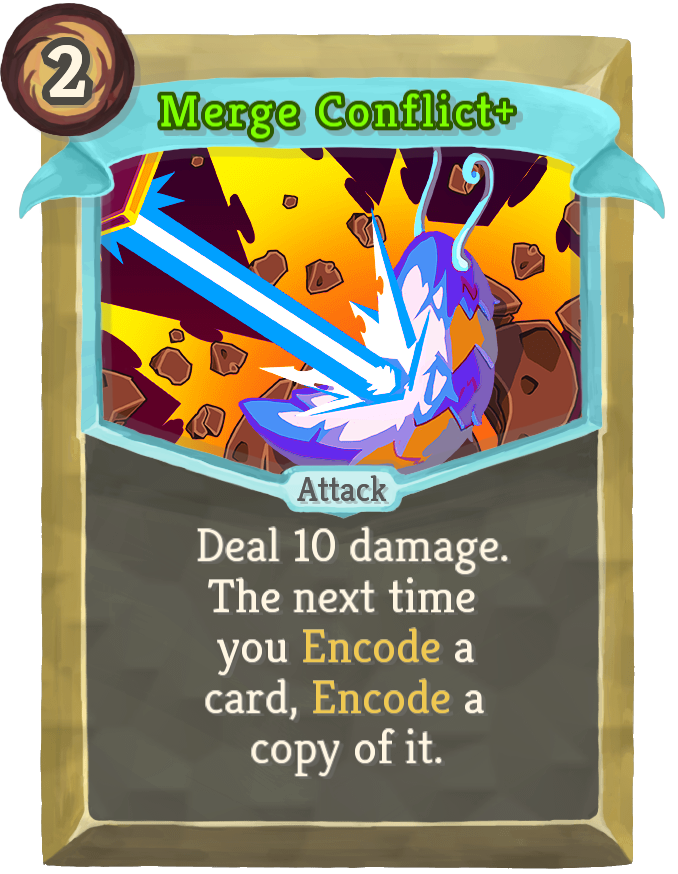 2
Merge Conflict+
Attack
Deal 10 damage.
The next time
you Encode a
card, Encode a
copy of it.